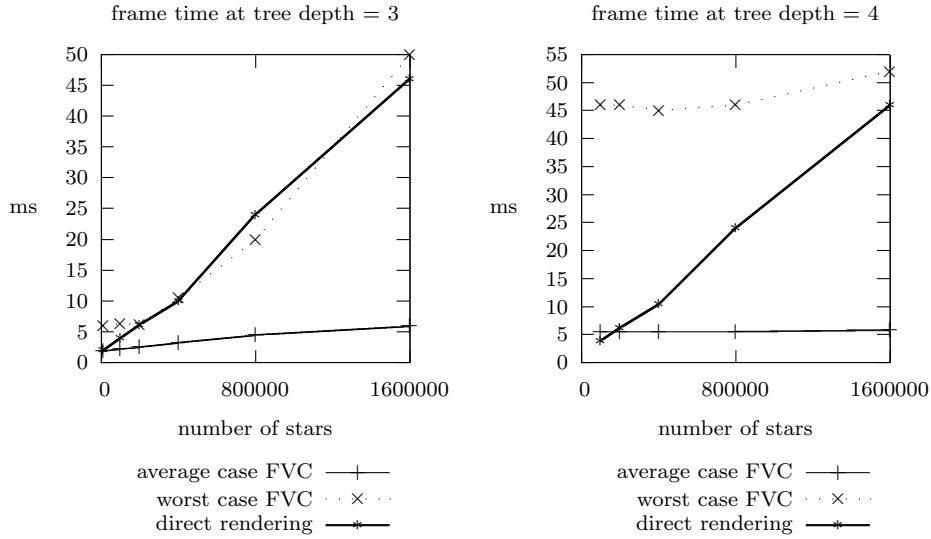 frame time at tree depth = 3
50
45
40
35
30
25
20
15
10
5
0
ms
0 800000 1600000
number of stars
average case FVC
worst case FVC
direct rendering
frame time at tree depth = 4
55
50
45
40
35
30
25
20
15
10
5
0
ms
0 800000 1600000
number of stars
average case FVC
worst case FVC
direct rendering